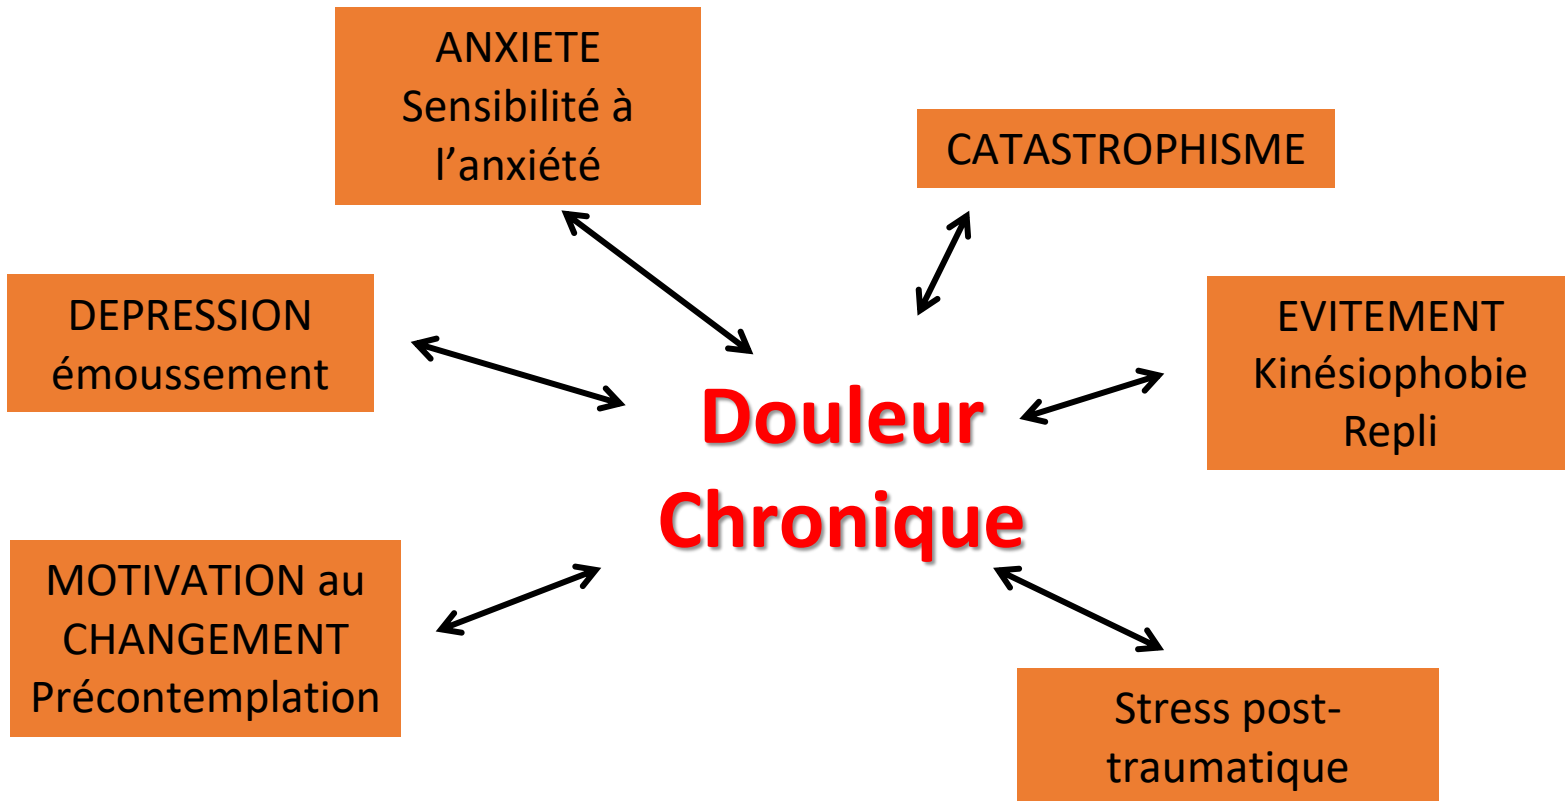 ANXIETE
Sensibilité à
l’anxiété
CATASTROPHISME
DEPRESSION
émoussement
EVITEMENT
Kinésiophobie
Repli
Douleur
Chronique
MOTIVATION au
CHANGEMENT
Précontemplation
Stress post-
traumatique